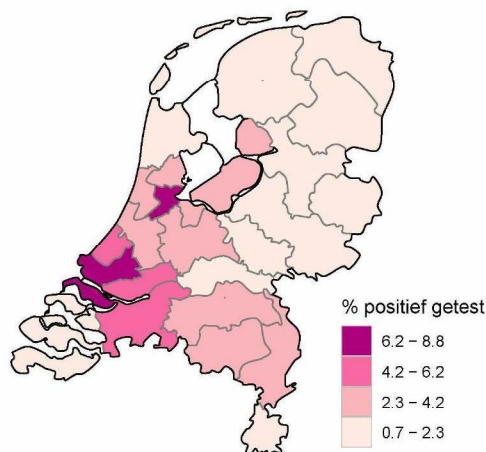 % positief getest
6.2 – 8.8
4.2 – 6.2
2.3 – 4.2
0.7 – 2.3